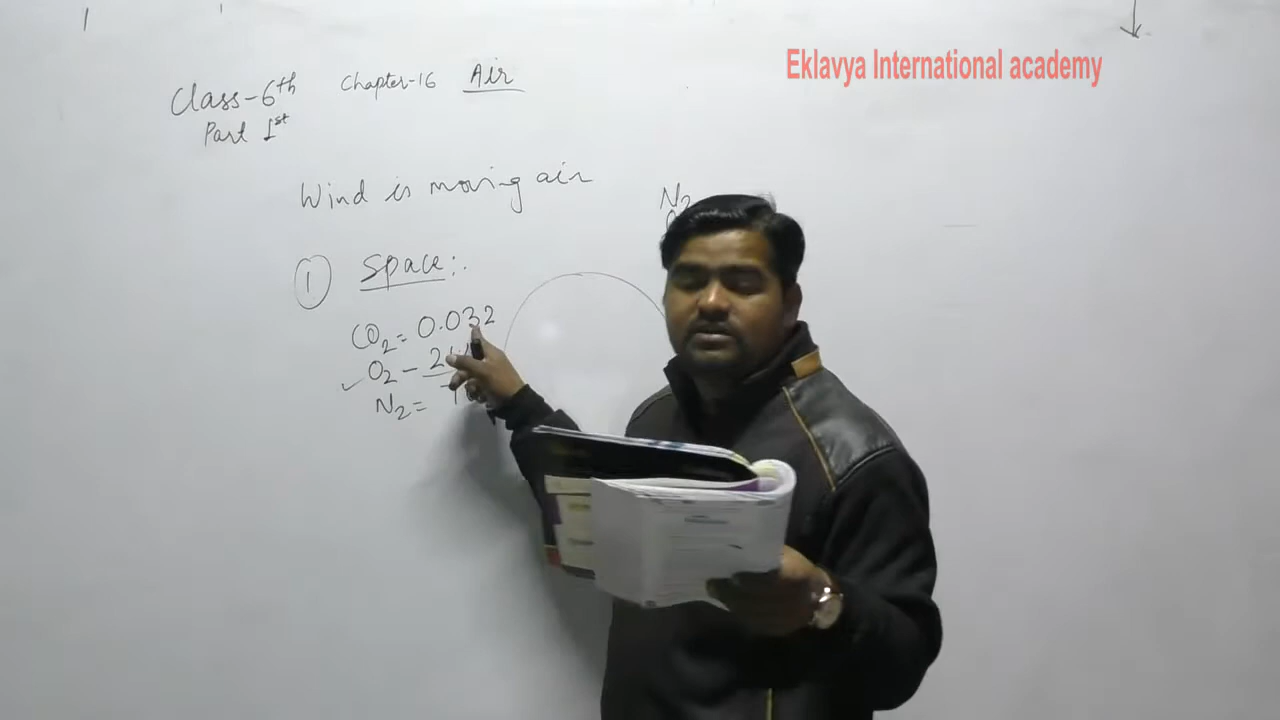 Eklavya International academy
Class-6th Chapter-16 Air
Part 1st
Wind is moving air
N2
① Space:-
CO2 = 0.032
O2 -
N2 =